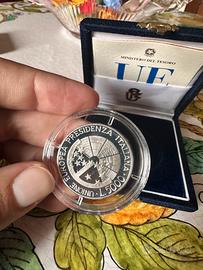 MINISTERO DEL TESORO
UE
UNIONE EUROPEA PRESIDENZA ITALIANA L.5000